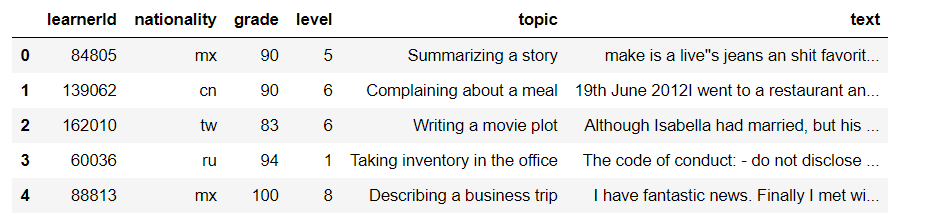 learnerId nationality grade level topic text
0 84805 mx 90 5 Summarizing a story make is a live"s jeans an shit favorit...
1 139062 cn 90 6 Complaining about a meal 19th June 2012I went to a restaurant an...
2 162010 tw 83 6 Writing a movie plot Although Isabella had married, but his ...
3 60036 ru 94 1 Taking inventory in the office The code of conduct: - do not disclose ...
4 88813 mx 100 8 Describing a business trip I have fantastic news. Finally I met wi...